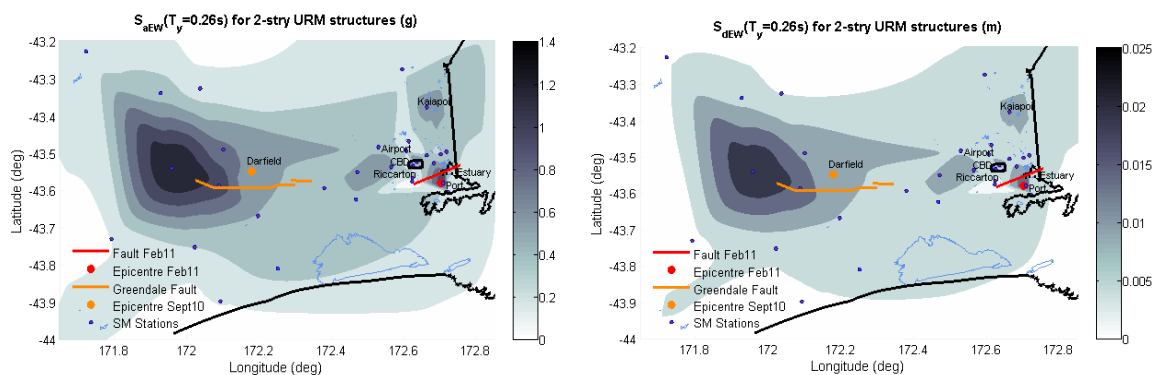 S_aEW(T_y=0.26s) for 2-stry URM structures (g)
-43.2
-43.3
-43.4
-43.5
-43.6
-43.7
-43.8
-43.9
-44
Latitude (deg)
Kaiapoi
Airport
CBD
Darfield
Riccarton
Estuary
Port
Fault Feb11
Epicentre Feb11
Greendale Fault
Epicentre Sept10
SM Stations
171.8 172 172.2 172.4 172.6 172.8
Longitude (deg)
1.4
1.2
1
0.8
0.6
0.4
0.2
0
S_dEW(T_y=0.26s) for 2-stry URM structures (m)
-43.2
-43.3
-43.4
-43.5
-43.6
-43.7
-43.8
-43.9
-44
Latitude (deg)
Kaiapoi
Airport
CBD
Darfield
Riccarton
Estuary
Port
Fault Feb11
Epicentre Feb11
Greendale Fault
Epicentre Sept10
SM Stations
171.8 172 172.2 172.4 172.6 172.8
Longitude (deg)
0.025
0.02
0.015
0.01
0.005
0